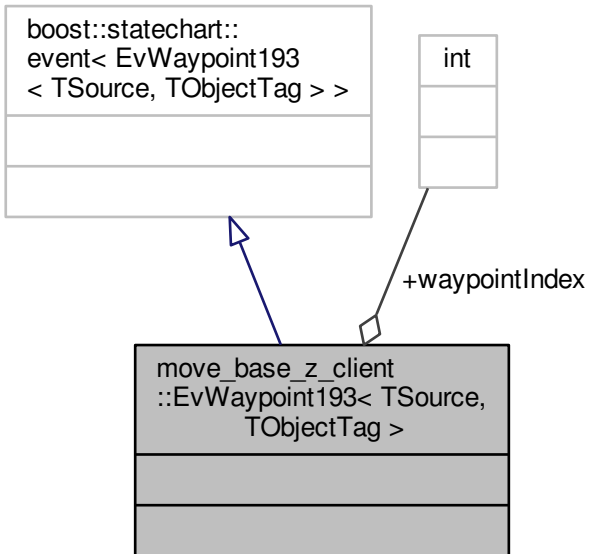 boost::statechart::
event< EvWaypoint193
< TSource, TObjectTag > >
int
+waypointIndex
move_base_z_client
::EvWaypoint193< TSource,
TObjectTag >